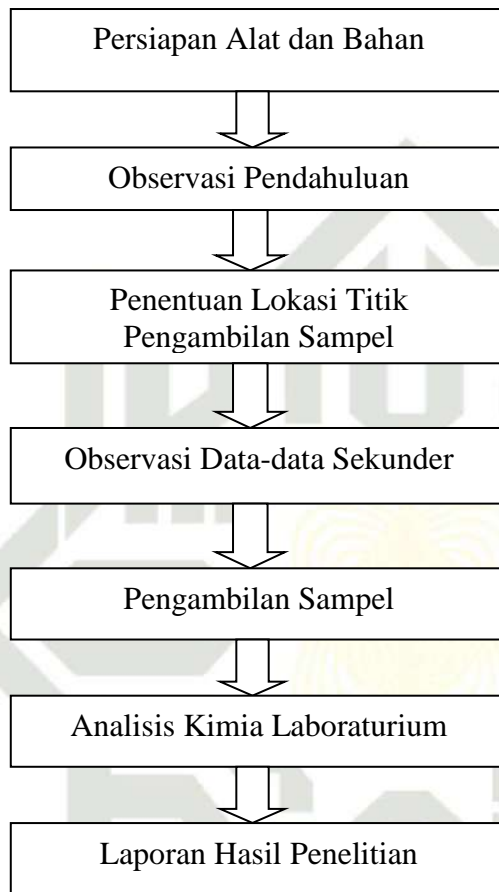 Persiapan Alat dan Bahan
Observasi Pendahuluan
Penentuan Lokasi Titik
Pengambilan Sampel
Observasi Data-data Sekunder
Pengambilan Sampel
Analisis Kimia Laboraturium
Laporan Hasil Penelitian